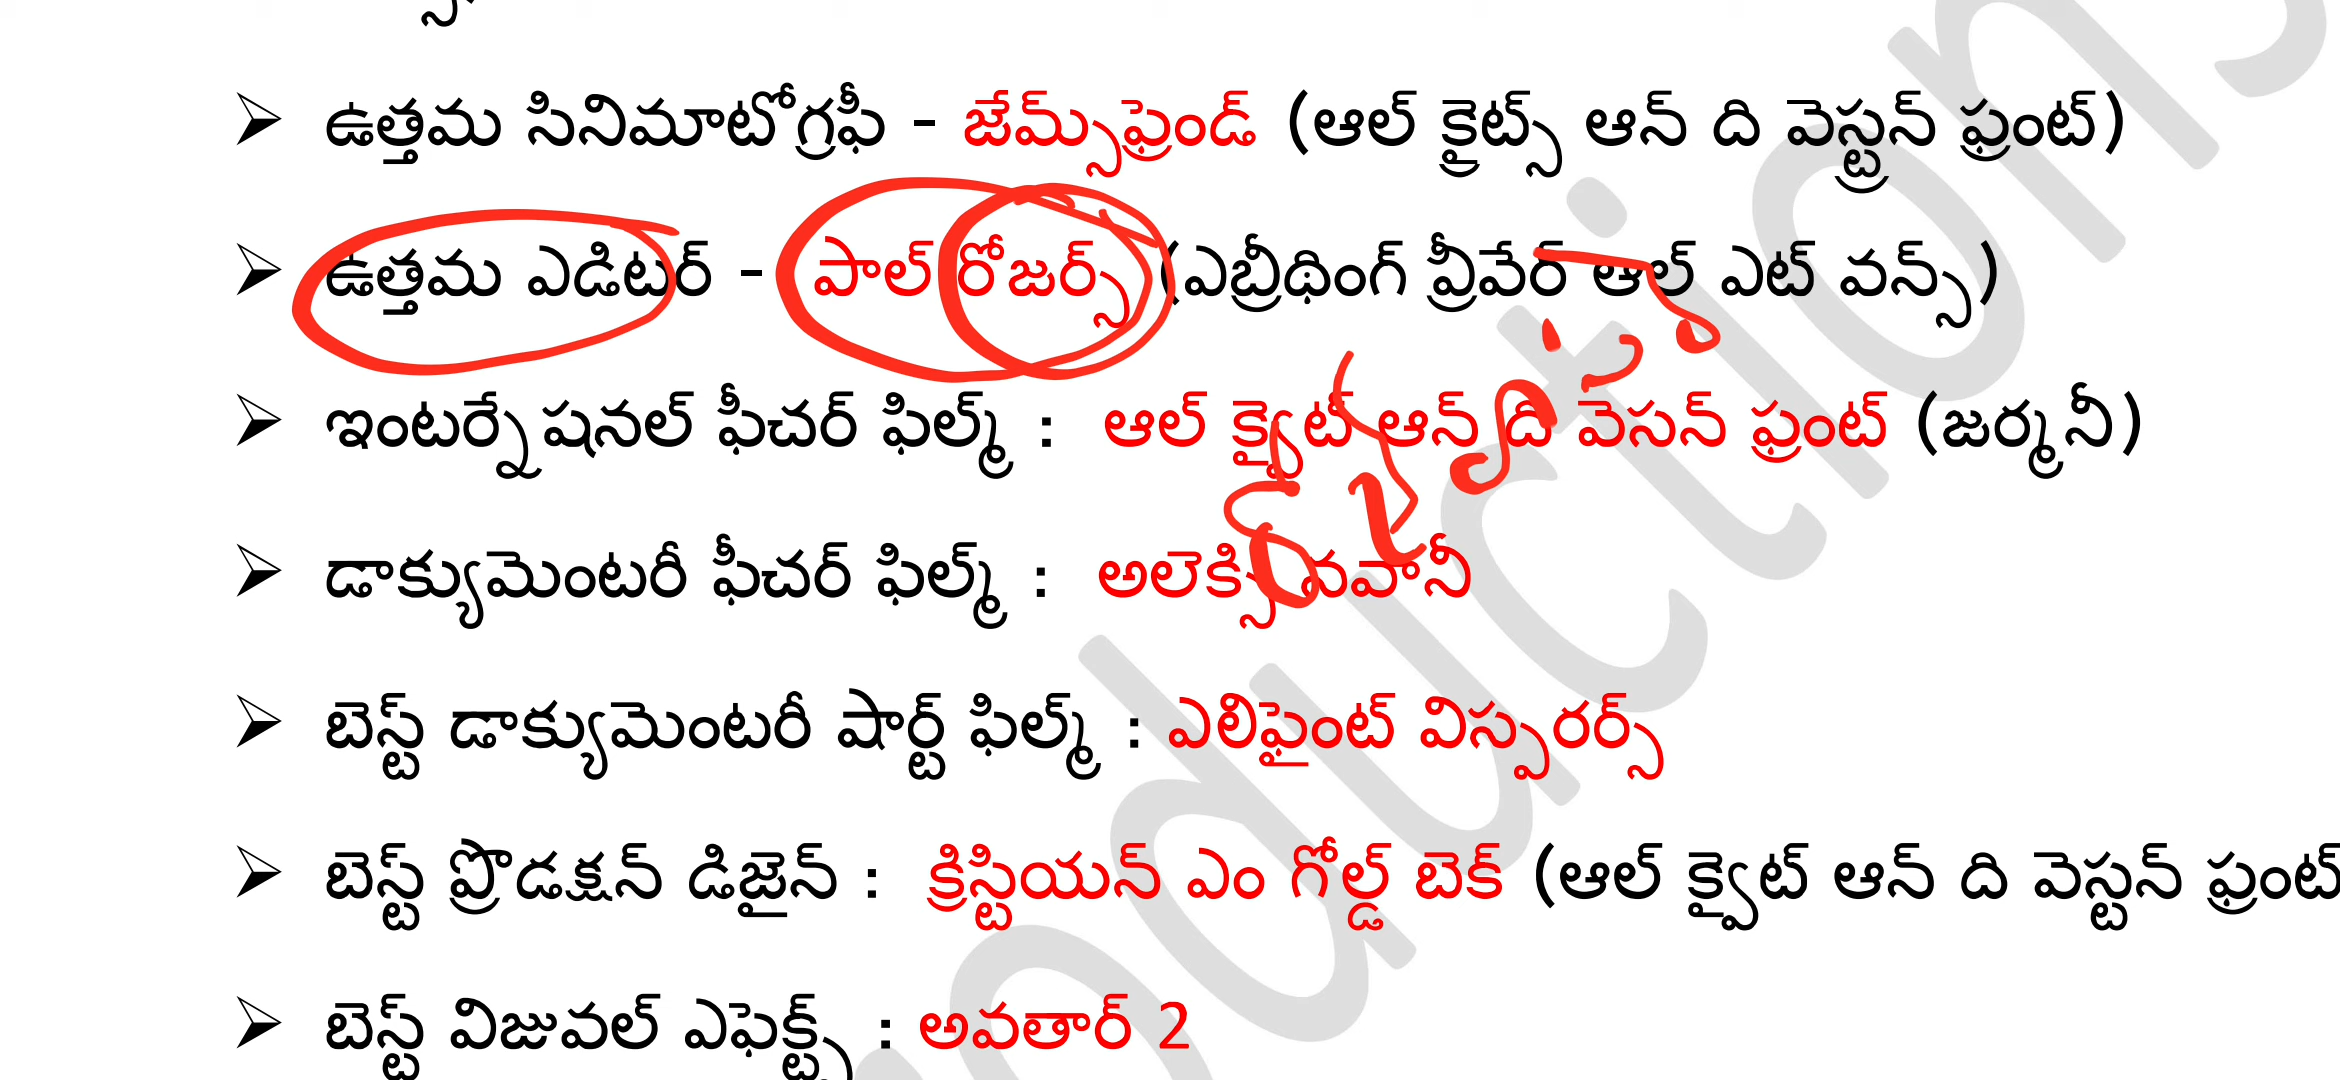 ఉత్తమ సినిమాటోగ్రఫీ - జేమ్స్ఫ్రెండ్ (ఆల్ క్రైట్స్ ఆన్ ది వెస్ట్రన్ ఫ్రంట్)
ఉత్తమ ఎడిటర్ - పాల్ రోజర్స్ (ఎబ్రీథింగ్ వ్రీవేర్ ఆల్ ఎట్ వన్స్)
ఇంటర్నేషనల్ ఫీచర్ ఫిల్మ్ : ఆల్ క్వైట్ ఆన్ ది వెసన్ ఫ్రంట్ (జర్మనీ)
డాక్యుమెంటరీ ఫీచర్ ఫిల్మ్ : అలెక్సీ నవానీ
బెస్ట్ డాక్యుమెంటరీ షార్ట్ ఫిల్మ్ : ఎలిఫైంట్ విస్పరర్స్
బెస్ట్ ప్రొడక్షన్ డిజైన్ : క్రిస్టియన్ ఎం గోల్డ్ బెక్ (ఆల్ క్వైట్ ఆన్ ది వెస్టన్ ఫ్రంట్
బెస్ట్ విజువల్ ఎఫెక్ట్స్ : అవతార్ 2